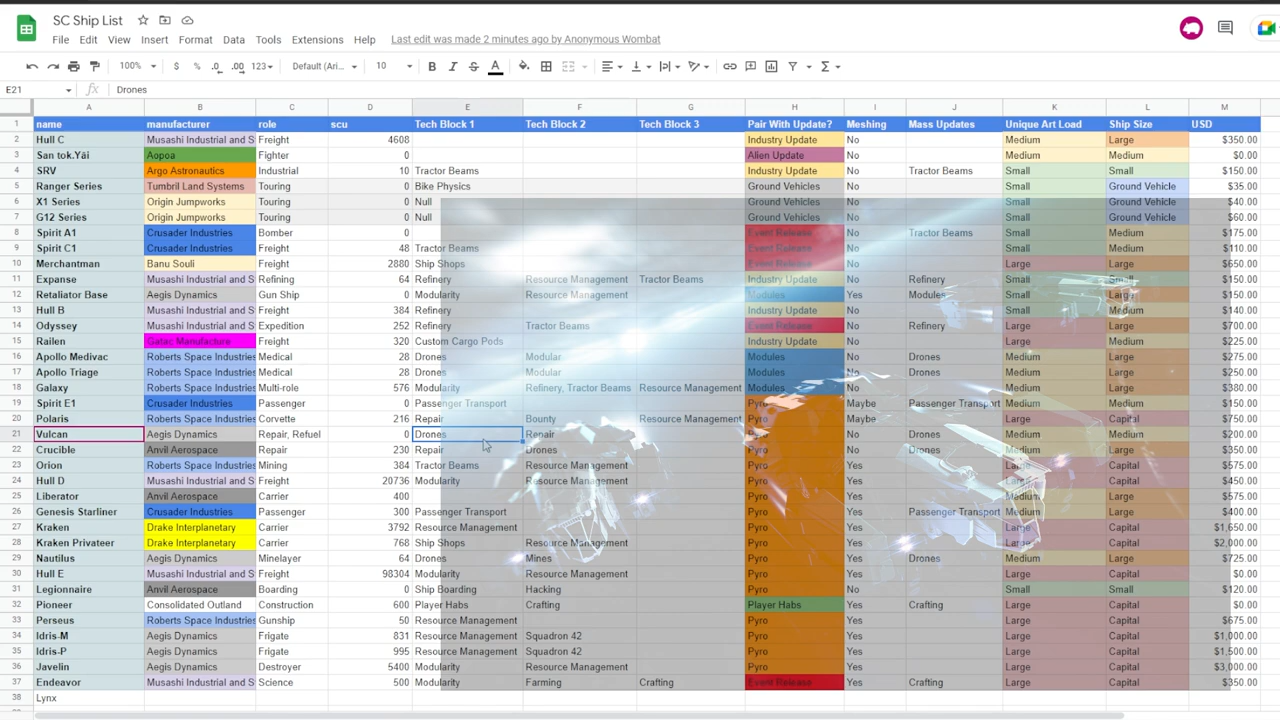 SC Ship List
File Edit View Insert Format Data Tools Extensions Help Last edit was made 2 minutes ago by Anonymous Wombat
100% $ % .0 .00 123 Default (Ari... 10 B I S A
E21 fx Drones
A B C D E F G H I J K L M
1 name manufacturer role scu Tech Block 1 Tech Block 2 Tech Block 3 Pair With Update? Meshing Mass Updates Unique Art Load Ship Size USD
2 Hull C Musashi Industrial and S Freight 4608 Industry Update No Medium Large $350.00
3 San tok.Yāi Aopoa Fighter 0 Alien Update No Medium Medium $0.00
4 SRV Argo Astronautics Industrial 10 Tractor Beams Industry Update No Tractor Beams Small Small $150.00
5 Ranger Series Tumbril Land Systems Touring 0 Bike Physics Ground Vehicles No Small Ground Vehicle $35.00
6 X1 Series Origin Jumpworks Touring 0 Null Ground Vehicles No Small Ground Vehicle $40.00
7 G12 Series Origin Jumpworks Touring 0 Null Ground Vehicles No Small Ground Vehicle $60.00
8 Spirit A1 Crusader Industries Bomber 0 Event Release No Tractor Beams Small Medium $175.00
9 Spirit C1 Crusader Industries Freight 48 Tractor Beams Event Release No Small Medium $110.00
10 Merchantman Banu Souli Freight 2880 Ship Shops Event Release No Large Large $650.00
11 Expanse Musashi Industrial and S Refining 64 Refinery Resource Management Tractor Beams Industry Update No Refinery Small Small $150.00
12 Retaliator Base Aegis Dynamics Gun Ship 0 Modularity Resource Management Modules Yes Modules Small Large $150.00
13 Hull B Musashi Industrial and S Freight 384 Refinery Industry Update No Small Medium $140.00
14 Odyssey Musashi Industrial and S Expedition 252 Refinery Tractor Beams Event Release No Refinery Large Large $700.00
15 Railen Gatac Manufacture Freight 320 Custom Cargo Pods Industry Update No Large Medium $225.00
16 Apollo Medivac Roberts Space Industries Medical 28 Drones Modular Modules No Drones Medium Large $275.00
17 Apollo Triage Roberts Space Industries Medical 28 Drones Modular Modules No Drones Medium Large $250.00
18 Galaxy Roberts Space Industries Multi-role 576 Modularity Refinery, Tractor Beams Resource Management Modules No Large Large $380.00
19 Spirit E1 Crusader Industries Passenger 0 Passenger Transport Pyro Maybe Passenger Transport Small Medium $150.00
20 Polaris Roberts Space Industries Corvette 216 Repair Bounty Resource Management Pyro Maybe Large Capital $750.00
21 Vulcan Aegis Dynamics Repair, Refuel 0 Drones Repair Pyro No Drones Medium Medium $200.00
22 Crucible Anvil Aerospace Repair 230 Repair Drones Pyro No Drones Medium Large $350.00
23 Orion Roberts Space Industries Mining 384 Tractor Beams Resource Management Pyro Yes Large Capital $575.00
24 Hull D Musashi Industrial and S Freight 20736 Modularity Resource Management Pyro Yes Large Capital $450.00
25 Liberator Anvil Aerospace Carrier 400 Pyro Yes Medium Large $575.00
26 Genesis Starliner Crusader Industries Passenger 300 Passenger Transport Pyro Yes Passenger Transport Medium Large $400.00
27 Kraken Drake Interplanetary Carrier 3792 Resource Management Pyro Yes Large Capital $1,650.00
28 Kraken Privateer Drake Interplanetary Carrier 768 Ship Shops Resource Management Pyro Yes Large Capital $2,000.00
29 Nautilus Aegis Dynamics Minelayer 64 Drones Mines Pyro Yes Drones Medium Large $725.00
30 Hull E Musashi Industrial and S Freight 98304 Modularity Resource Management Pyro Yes Large Capital $0.00
31 Legionnaire Anvil Aerospace Boarding 0 Ship Boarding Hacking Pyro No Small Small $120.00
32 Pioneer Consolidated Outland Construction 600 Player Habs Crafting Player Habs Yes Crafting Large Capital $0.00
33 Perseus Roberts Space Industries Gunship 50 Resource Management Pyro Yes Large Capital $675.00
34 Idris-M Aegis Dynamics Frigate 831 Resource Management Squadron 42 Pyro Yes Large Capital $1,000.00
35 Idris-P Aegis Dynamics Frigate 995 Resource Management Squadron 42 Pyro Yes Large Capital $1,500.00
36 Javelin Aegis Dynamics Destroyer 5400 Modularity Resource Management Pyro Yes Large Capital $3,000.00
37 Endeavor Musashi Industrial and S Science 500 Modularity Farming Crafting Event Release Yes Crafting Large Capital $350.00
38 Lynx